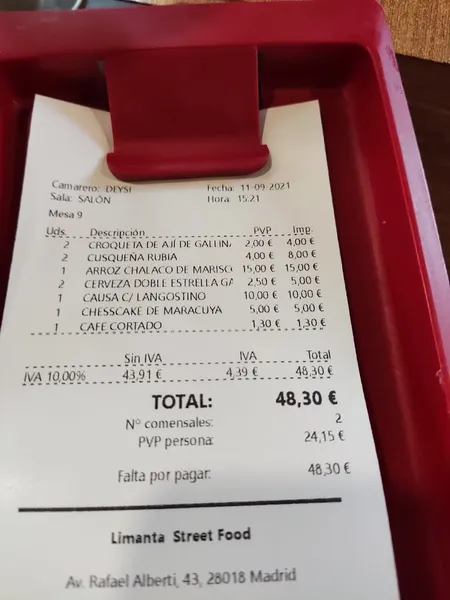 Camarero: DEYSI Fecha: 11-09-2021
Sala: SALÓN Hora: 15:21
Mesa 9
Uds. Descripción PVP Imp.
2 CROQUETA DE AJÍ DE GALLINA 2,00 € 4,00 €
2 CUSQUEÑA RUBIA 4,00 € 8,00 €
1 ARROZ CHALACO DE MARISC 15,00 € 15,00 €
2 CERVEZA DOBLE ESTRELLA GA 2,50 € 5,00 €
1 CAUSA C/ LANGOSTINO 10,00 € 10,00 €
1 CHESSCAKE DE MARACUYA 5,00 € 5,00 €
1 CAFE CORTADO 1,30 € 1,30 €
Sin IVA IVA Total
IVA 10,00% 43,91 € 4,39 € 48,30 €
TOTAL: 48,30 €
Nº comensales: 2
PVP persona: 24,15 €
Falta por pagar: 48,30 €
Limanta Street Food
Av. Rafael Alberti, 43, 28018 Madrid